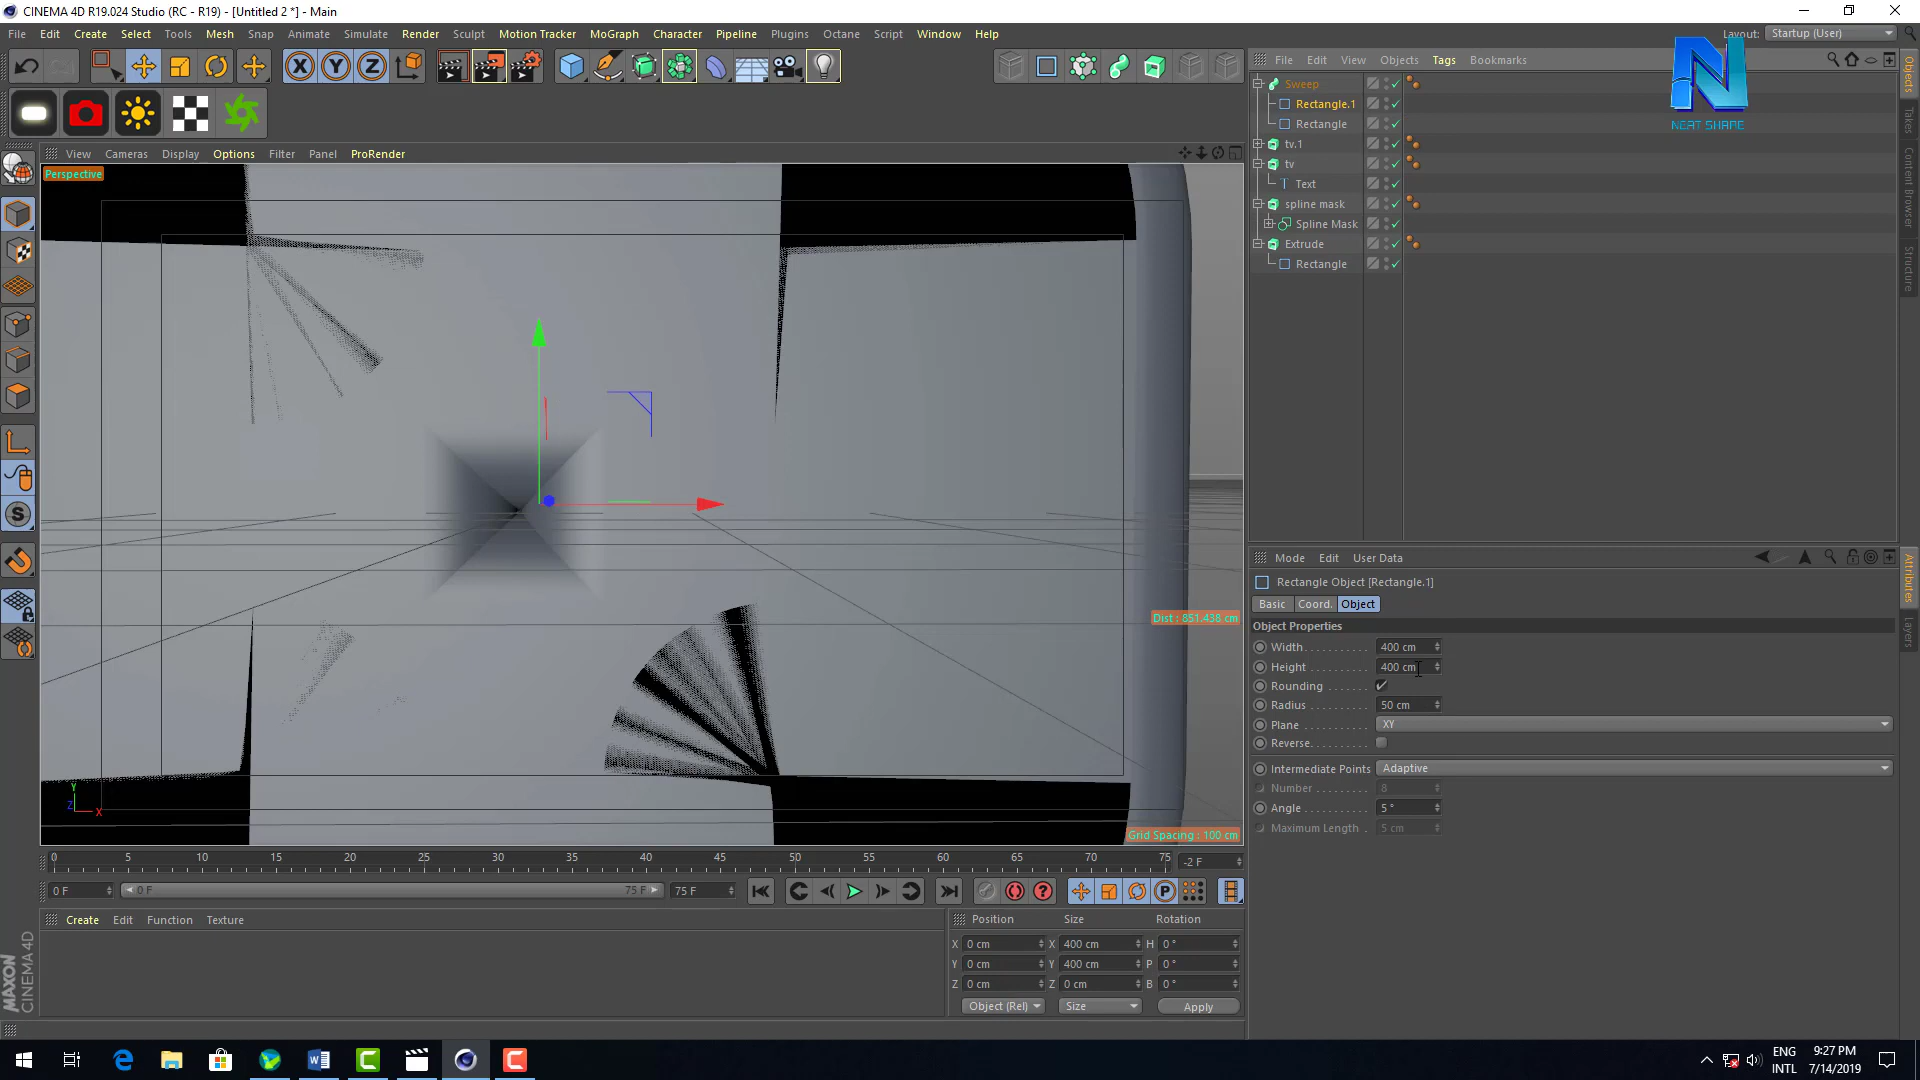 CINEMA 4D R19.024 Studio (RC - R19) - [Untitled 2 *] - Main
File Edit Create Select Tools Mesh Snap Animate Simulate Render Sculpt Motion Tracker MoGraph Character Pipeline Plugins Octane Script Window Help
Layout: Startup (User)
X Y Z
File Edit View Objects Tags Bookmarks
NEAT SHARE
Sweep
Rectangle.1
Rectangle
tv.1
tv
Text
spline mask
Spline Mask
Extrude
Rectangle
Objects
Takes
Content Browser
Structure
View Cameras Display Options Filter Panel ProRender
Perspective
Dist : 851.438 cm
Grid Spacing : 100 cm
Y
Z
X
Mode Edit User Data
Rectangle Object [Rectangle.1]
Basic Coord. Object
Object Properties
Width 400 cm
Height 400 cm
Rounding
Radius 50 cm
Plane XY
Reverse
Intermediate Points Adaptive
Number 8
Angle 5 °
Maximum Length 5 cm
Attributes
Layers
0 5 10 15 20 25 30 35 40 45 50 55 60 65 70 75 -2 F
0 F 0 F 75 F 75 F
Create Edit Function Texture
Position Size Rotation
X 0 cm X 400 cm H 0 °
Y 0 cm Y 400 cm P 0 °
Z 0 cm Z 0 cm B 0 °
Object (Rel) Size Apply
MAXON
CINEMA 4D
ENG
INTL
9:27 PM
7/14/2019